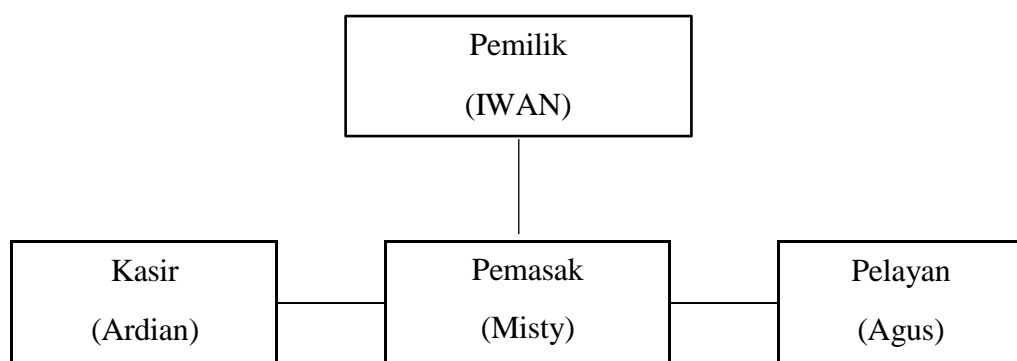 Pemilik
(IWAN)
Kasir
(Ardian)
Pemasak
(Misty)
Pelayan
(Agus)